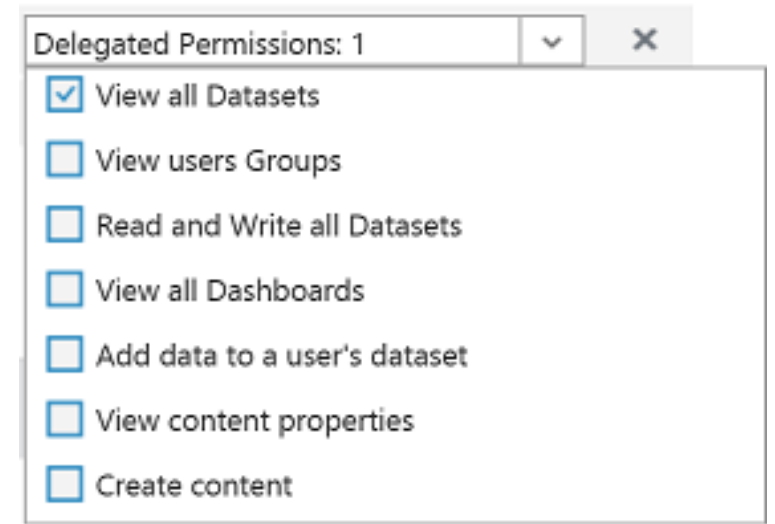 Delegated Permissions: 1
View all Datasets
View users Groups
Read and Write all Datasets
View all Dashboards
Add data to a user's dataset
View content properties
Create content